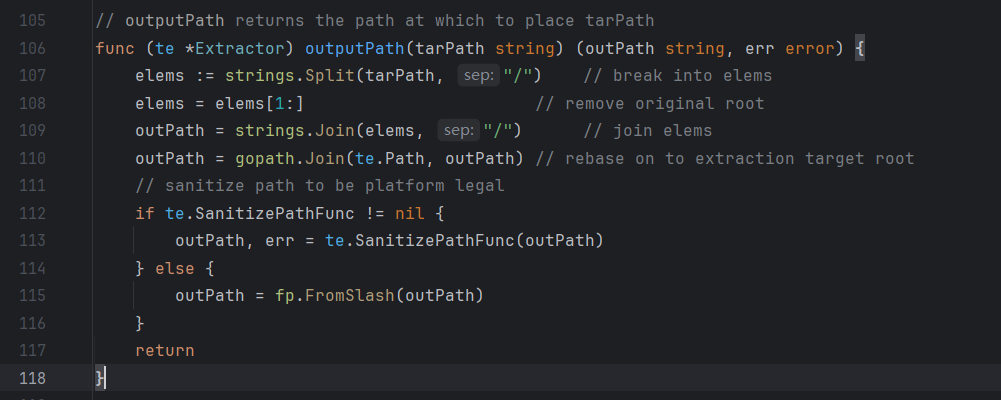 105 // outputPath returns the path at which to place tarPath
106 func (te *Extractor) outputPath(tarPath string) (outPath string, err error) {
107     elems := strings.Split(tarPath, sep: "/")    // break into elems
108     elems = elems[1:]                       // remove original root
109     outPath = strings.Join(elems, sep: "/")      // join elems
110     outPath = gopath.Join(te.Path, outPath) // rebase on to extraction target root
111     // sanitize path to be platform legal
112     if te.SanitizePathFunc != nil {
113         outPath, err = te.SanitizePathFunc(outPath)
114     } else {
115         outPath = fp.FromSlash(outPath)
116     }
117     return
118 }